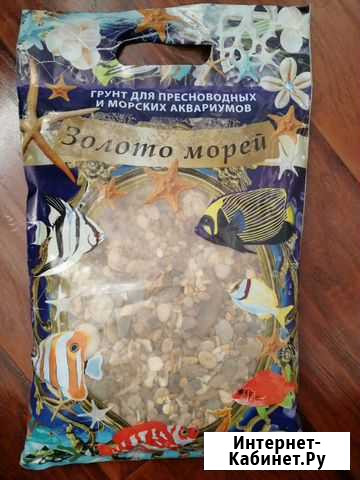 ГРУНТ ДЛЯ ПРЕСНОВОДНЫХ
И МОРСКИХ АКВАРИУМОВ
Золото морей
Интернет-
Кабинет.Ру